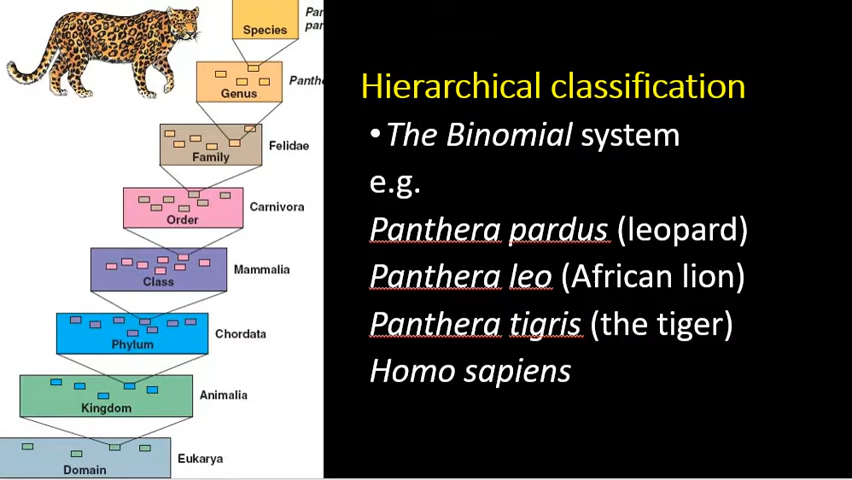 Species
Genus
Family
Felidae
Order
Carnivora
Class
Mammalia
Phylum
Chordata
Kingdom
Animalia
Domain
Eukarya
Hierarchical classification
•The Binomial system
e.g.
Panthera pardus (leopard)
Panthera leo (African lion)
Panthera tigris (the tiger)
Homo sapiens